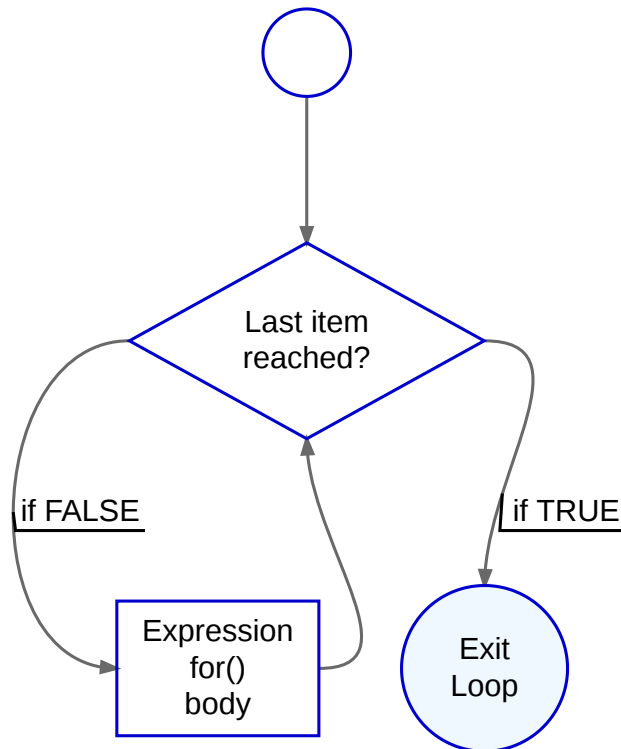 Last item
reached?
if FALSE
if TRUE
Expression
for()
body
Exit
Loop